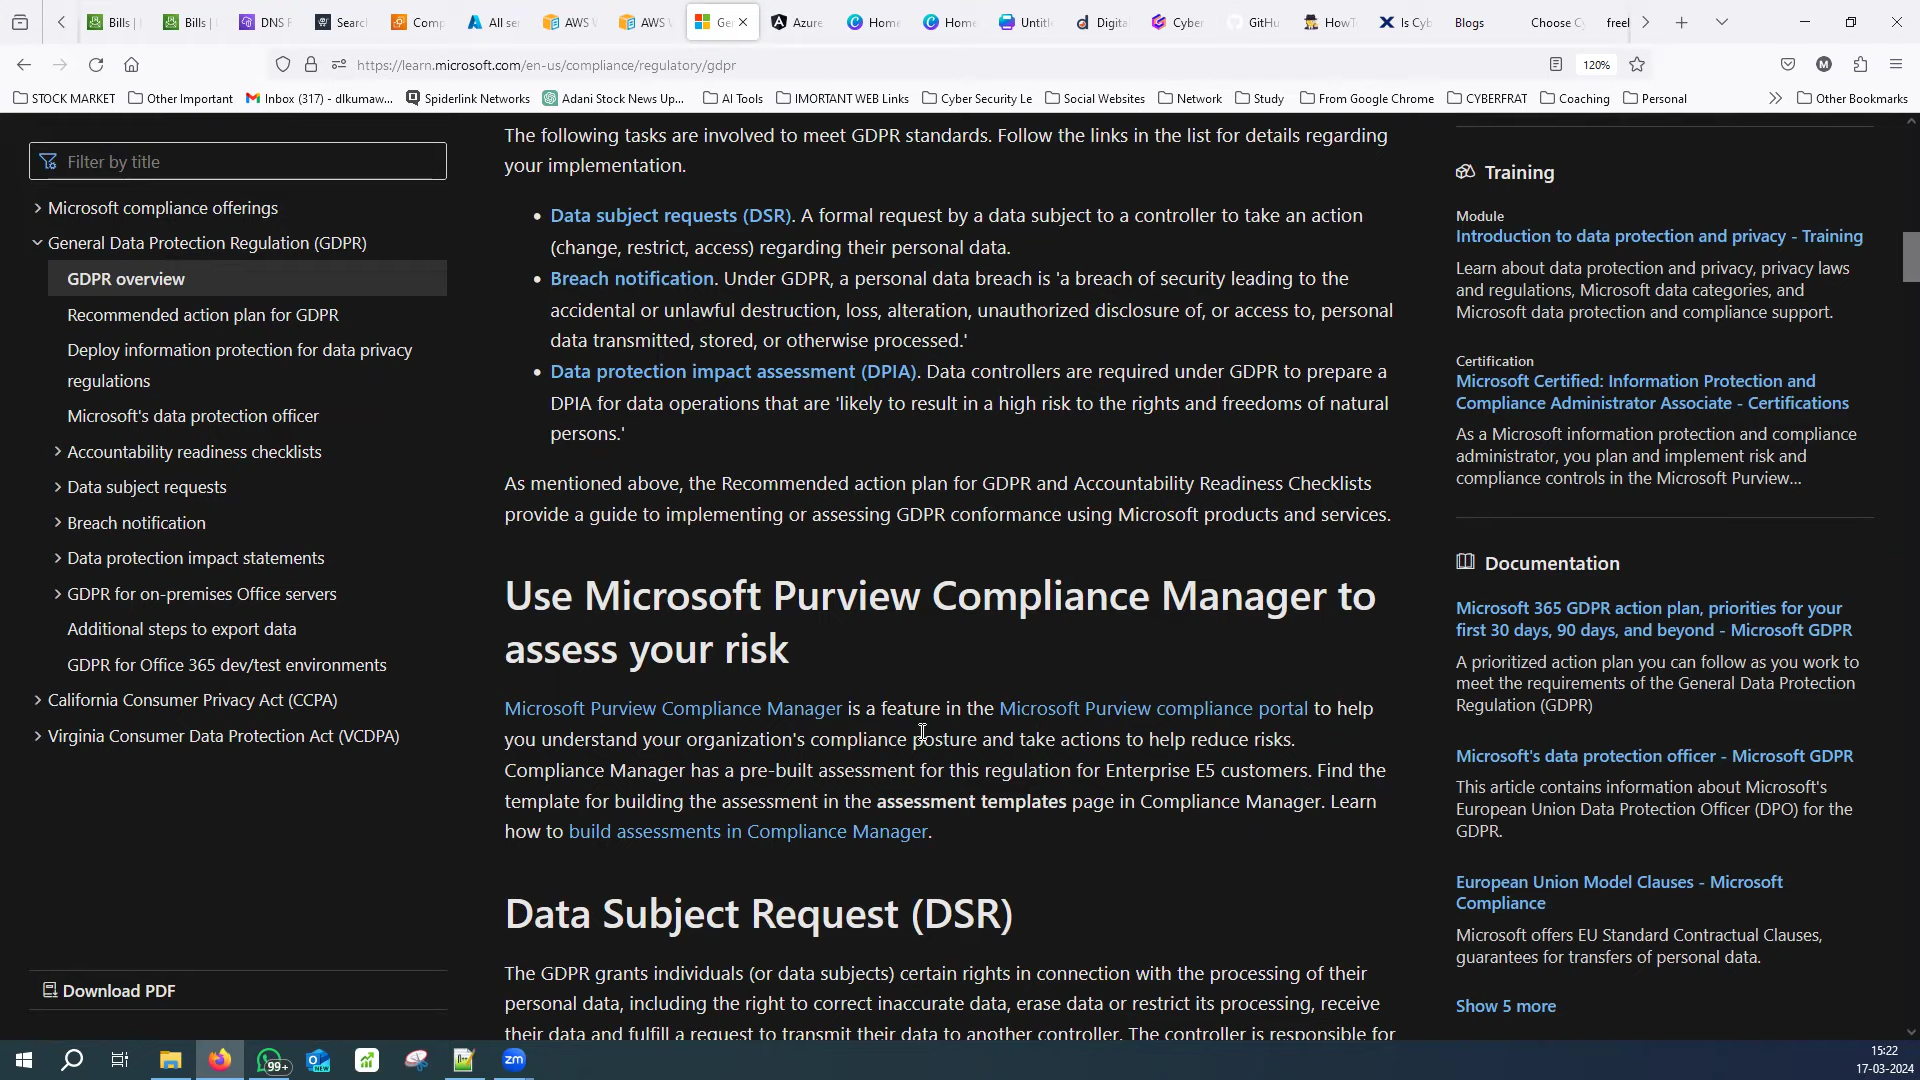 Bills |
Bills |
DNS F
Searc
Comp
All se
AWS V
AWS V
Ge
Azure
Home
Home
Untitl
Digita
Cyber
GitHu
HowT
Is Cyb
Blogs
Choose Cy
freel
https://learn.microsoft.com/en-us/compliance/regulatory/gdpr
120%
M
STOCK MARKET
Other Important
Inbox (317) - dlkumaw...
Spiderlink Networks
Adani Stock News Up...
AI Tools
IMORTANT WEB Links
Cyber Security Le
Social Websites
Network
Study
From Google Chrome
CYBERFRAT
Coaching
Personal
Other Bookmarks
Filter by title
Microsoft compliance offerings
General Data Protection Regulation (GDPR)
GDPR overview
Recommended action plan for GDPR
Deploy information protection for data privacy
regulations
Microsoft's data protection officer
Accountability readiness checklists
Data subject requests
Breach notification
Data protection impact statements
GDPR for on-premises Office servers
Additional steps to export data
GDPR for Office 365 dev/test environments
California Consumer Privacy Act (CCPA)
Virginia Consumer Data Protection Act (VCDPA)
Download PDF
The following tasks are involved to meet GDPR standards. Follow the links in the list for details regarding
your implementation.
• Data subject requests (DSR). A formal request by a data subject to a controller to take an action
(change, restrict, access) regarding their personal data.
• Breach notification. Under GDPR, a personal data breach is 'a breach of security leading to the
accidental or unlawful destruction, loss, alteration, unauthorized disclosure of, or access to, personal
data transmitted, stored, or otherwise processed.'
• Data protection impact assessment (DPIA). Data controllers are required under GDPR to prepare a
DPIA for data operations that are 'likely to result in a high risk to the rights and freedoms of natural
persons.'
As mentioned above, the Recommended action plan for GDPR and Accountability Readiness Checklists
provide a guide to implementing or assessing GDPR conformance using Microsoft products and services.
Use Microsoft Purview Compliance Manager to
assess your risk
Microsoft Purview Compliance Manager is a feature in the Microsoft Purview compliance portal to help
you understand your organization's compliance posture and take actions to help reduce risks.
Compliance Manager has a pre-built assessment for this regulation for Enterprise E5 customers. Find the
template for building the assessment in the assessment templates page in Compliance Manager. Learn
how to build assessments in Compliance Manager.
Data Subject Request (DSR)
The GDPR grants individuals (or data subjects) certain rights in connection with the processing of their
personal data, including the right to correct inaccurate data, erase data or restrict its processing, receive
their data and fulfill a request to transmit their data to another controller. The controller is responsible for
Training
Module
Introduction to data protection and privacy - Training
Learn about data protection and privacy, privacy laws
and regulations, Microsoft data categories, and
Microsoft data protection and compliance support.
Certification
Microsoft Certified: Information Protection and
Compliance Administrator Associate - Certifications
As a Microsoft information protection and compliance
administrator, you plan and implement risk and
compliance controls in the Microsoft Purview...
Documentation
Microsoft 365 GDPR action plan, priorities for your
first 30 days, 90 days, and beyond - Microsoft GDPR
A prioritized action plan you can follow as you work to
meet the requirements of the General Data Protection
Regulation (GDPR)
Microsoft's data protection officer - Microsoft GDPR
This article contains information about Microsoft's
European Union Data Protection Officer (DPO) for the
GDPR.
European Union Model Clauses - Microsoft
Compliance
Microsoft offers EU Standard Contractual Clauses,
guarantees for transfers of personal data.
Show 5 more
99+
zm
15:22
17-03-2024